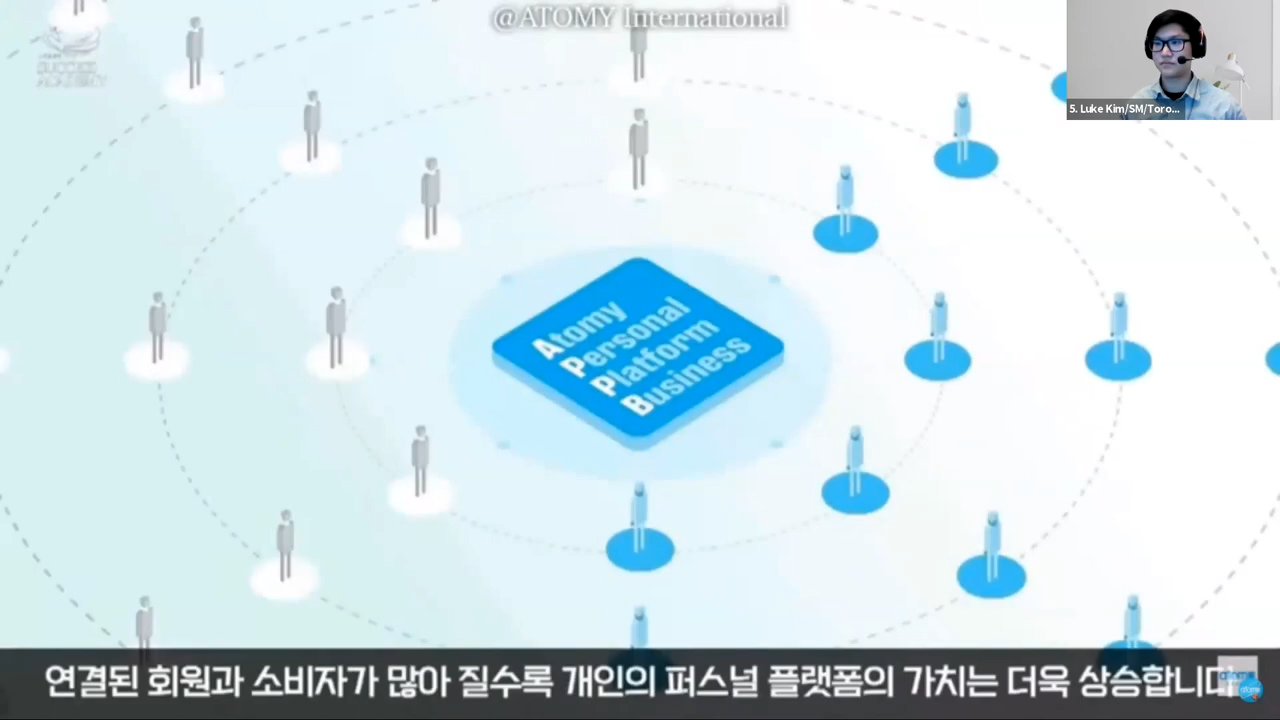 @ATOMY International
SUCCESS
ACADEMY
5. Luke Kim/SM/Toro...
Atomy
Personal
Platform
Business
연결된 회원과 소비자가 많아 질수록 개인의 퍼스널 플랫폼의 가치는 더욱 상승합니다